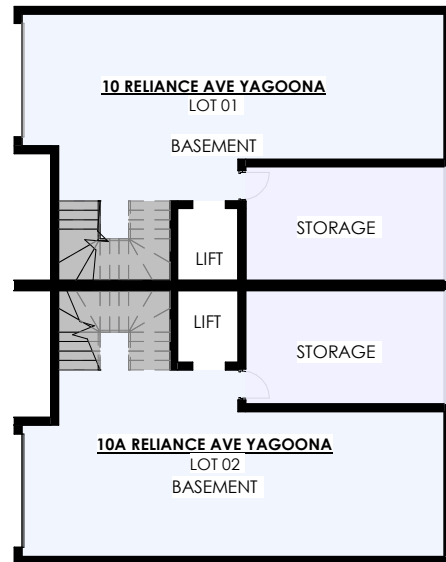 10 RELIANCE AVE YAGOONA
LOT 01
BASEMENT
STORAGE
LIFT
LIFT
STORAGE
10A RELIANCE AVE YAGOONA
LOT 02
BASEMENT